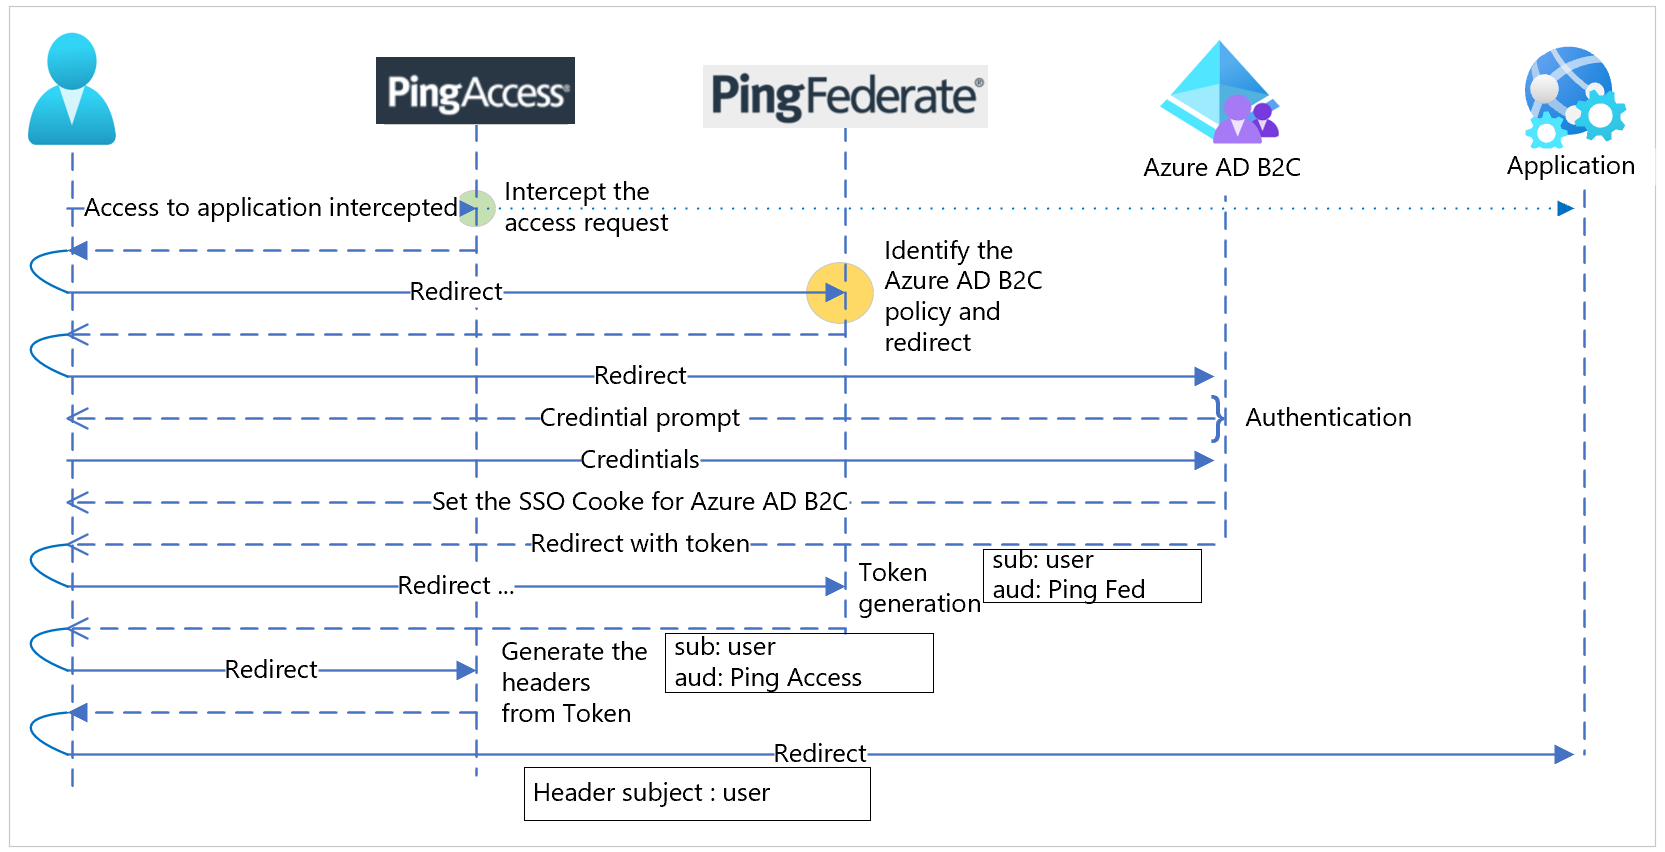 PingAccess®
PingFederate®
Azure AD B2C
Application
Access to application intercepted
Intercept the
access request
Identify the
Azure AD B2C
policy and
redirect
Redirect
Redirect
Credintial prompt
Authentication
Credintials
Set the SSO Cooke for Azure AD B2C
Redirect with token
sub: user
aud: Ping Fed
Redirect ...
Token
generation
sub: user
aud: Ping Access
Redirect
Generate the
headers
from Token
Redirect
Header subject : user